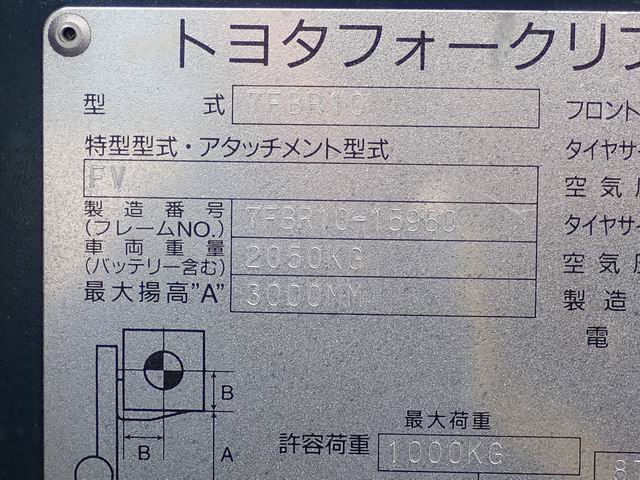 トヨタフォークリフ
型 式 7FBR10
特型型式・アタッチメント型式
FV
製造番号 (フレームNO.) 7FBR10-15960
車両重量 (バッテリー含む) 2050KG
最大揚高"A" 3000MM
フロント
タイヤサイ
空気圧
タイヤサイ
空気圧
製造
電
B
B
A
最大荷重
許容荷重 1000KG